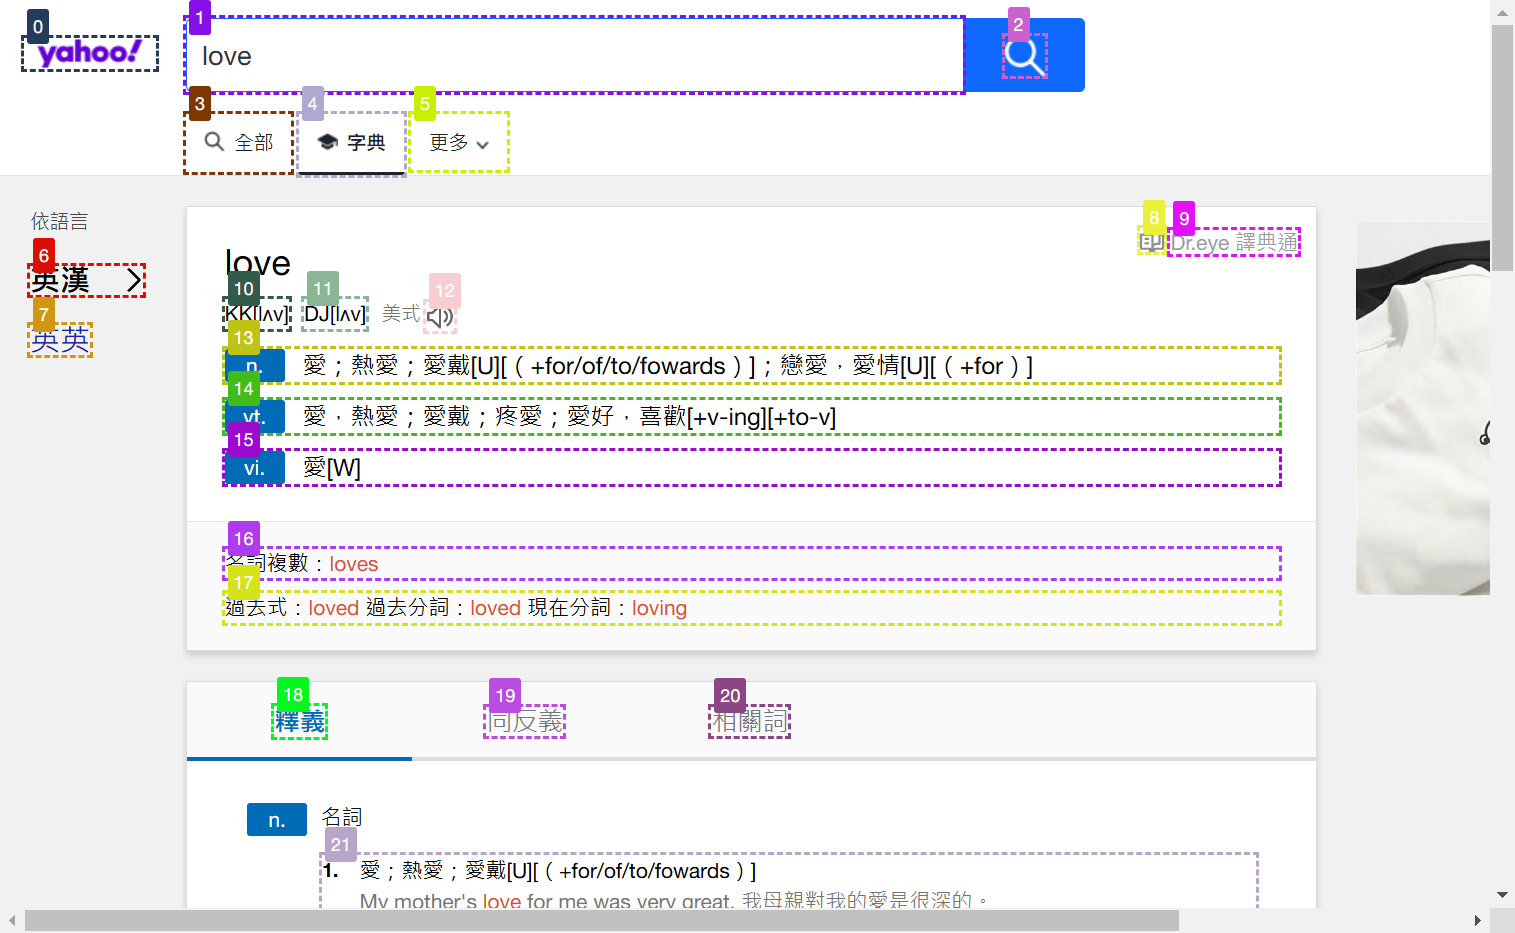 yahoo!
love
全部
字典
更多
依語言
英漢
英英
Dr.eye 譯典通
love
KK[lʌv] DJ[lʌv] 美式
n. 愛；熱愛；愛戴[U][（+for/of/to/fowards）]；戀愛，愛情[U][（+for）]
vt. 愛，熱愛；愛戴；疼愛；愛好，喜歡[+v-ing][+to-v]
vi. 愛[W]
名詞複數：loves
過去式：loved 過去分詞：loved 現在分詞：loving
釋義
同反義
相關詞
n. 名詞
1. 愛；熱愛；愛戴[U][（+for/of/to/fowards）]
My mother's love for me was very great. 我母親對我的愛是很深的。
0
1
2
3
4
5
6
7
8
9
10
11
12
13
14
15
16
17
18
19
20
21